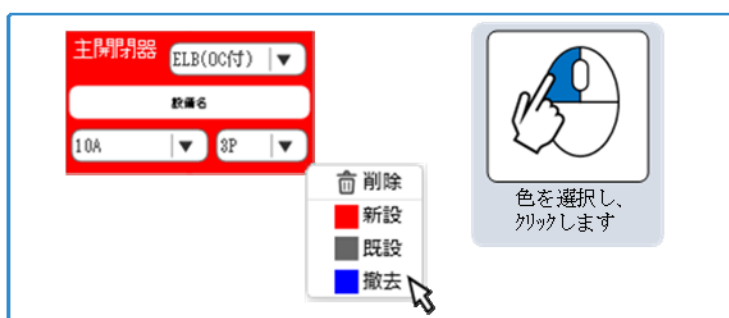 主開閉器
ELB(OC付)
設備名
10A
3P
削除
新設
既設
撤去
色を選択し、
ｸﾘｯｸします